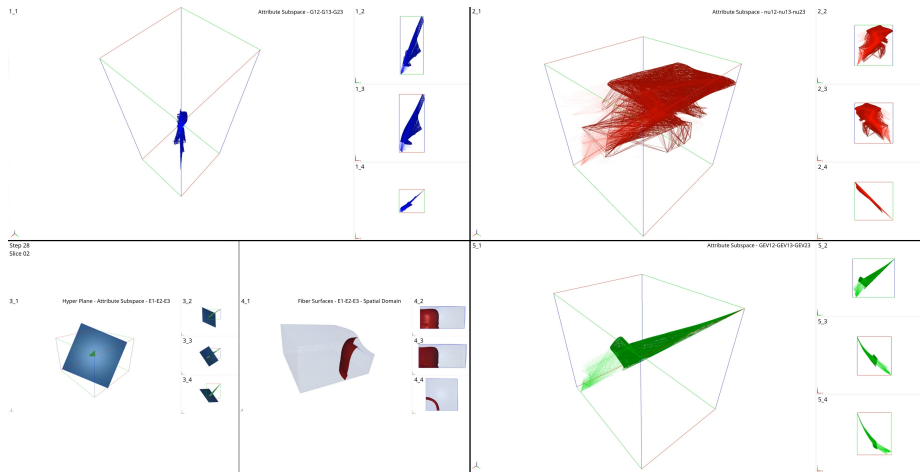 1_1
Attribute Subspace - G12-G13-G23
1_2
1_3
1_4
2_1
Attribute Subspace - nu12-nu13-nu23
2_2
2_3
2_4
Step 28
Slice 02
3_1
Hyper Plane - Attribute Subspace - E1-E2-E3
3_2
3_3
3_4
4_1
Fiber Surfaces - E1-E2-E3 - Spatial Domain
4_2
4_3
4_4
5_1
Attribute Subspace - GEV12-GEV13-GEV23
5_2
5_3
5_4